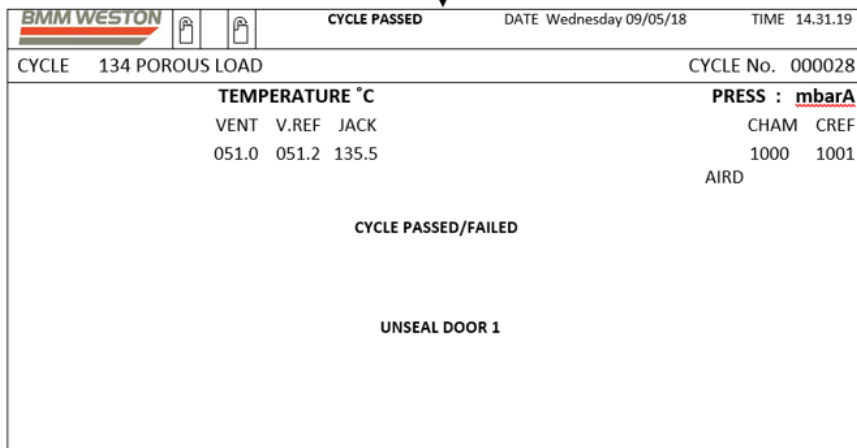 BMM WESTON CYCLE PASSED DATE Wednesday 09/05/18 TIME 14.31.19
CYCLE 134 POROUS LOAD CYCLE No. 000028
TEMPERATURE °C PRESS : mbarA
VENT V.REF JACK CHAM CREF
051.0 051.2 135.5 1000 1001
AIRD
CYCLE PASSED/FAILED
UNSEAL DOOR 1